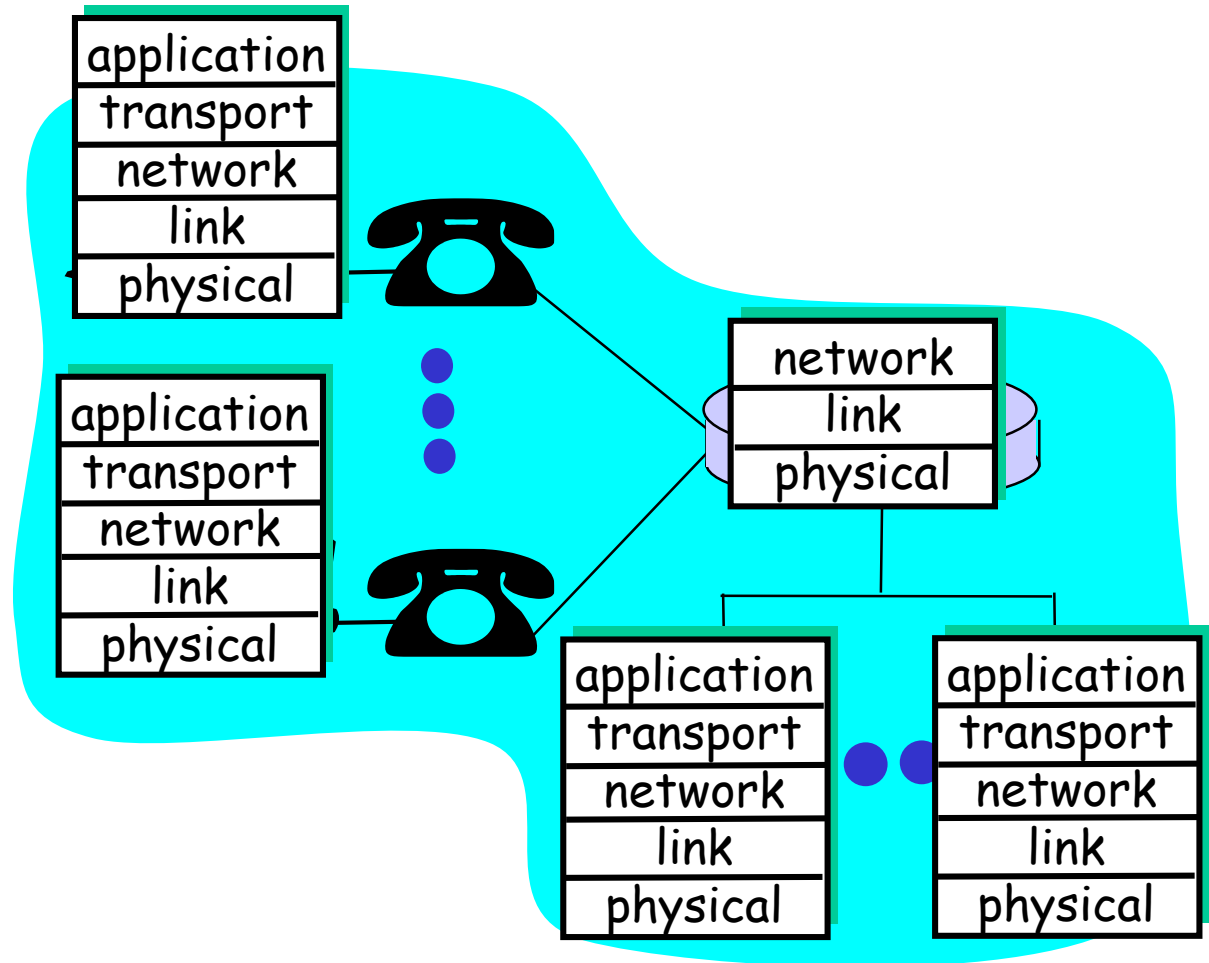 application
transport
network
link
physical
network
link
physical
application
transport
network
link
physical
application
transport
network
link
physical
application
transport
network
link
physical